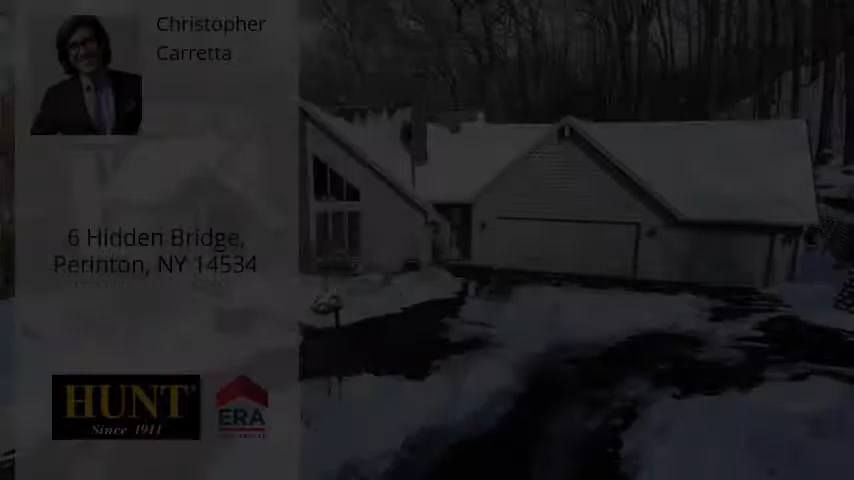 Christopher
Carretta
6 Hidden Bridge,
Perinton, NY 14534
HUNT
Since 1911
ERA